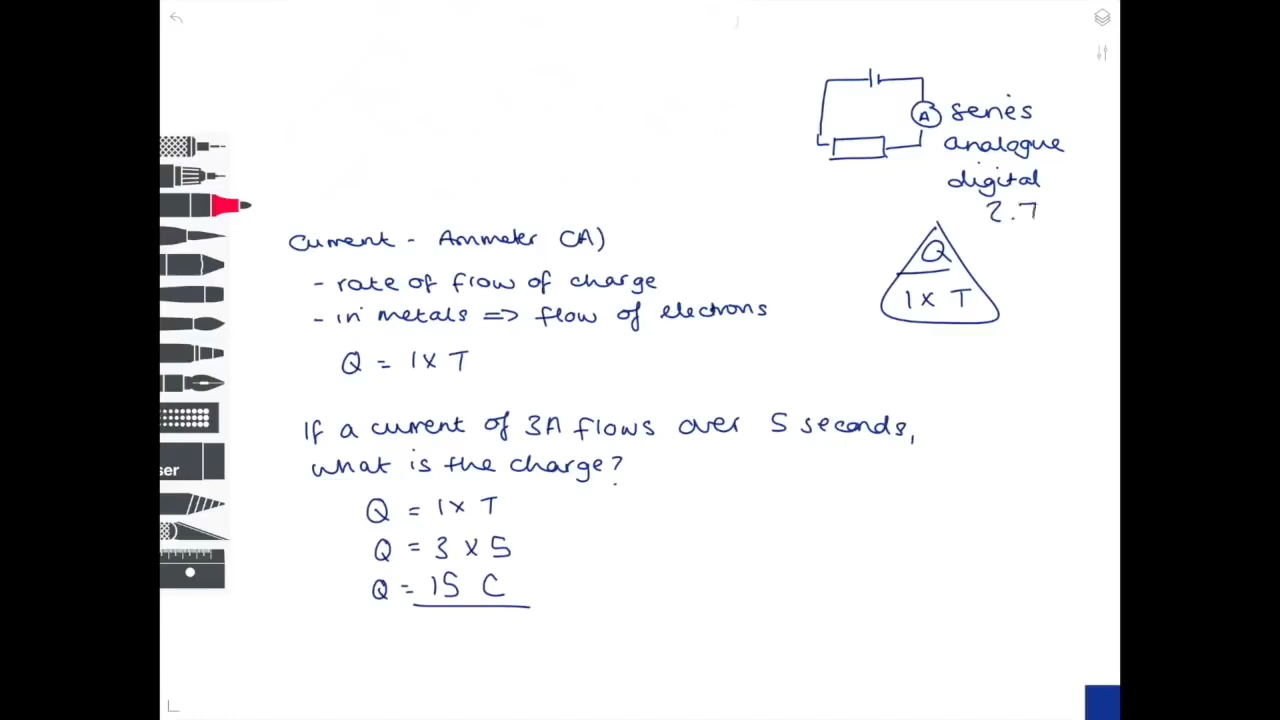 A
series
analogue
digital
2.7
Current - Ammeter (A)
- rate of flow of charge
- in metals => flow of electrons
Q = I x T
Q
I x T
If a current of 3A flows over 5 seconds,
what is the charge?
Q = I x T
Q = 3 x 5
Q = 15 C
ser